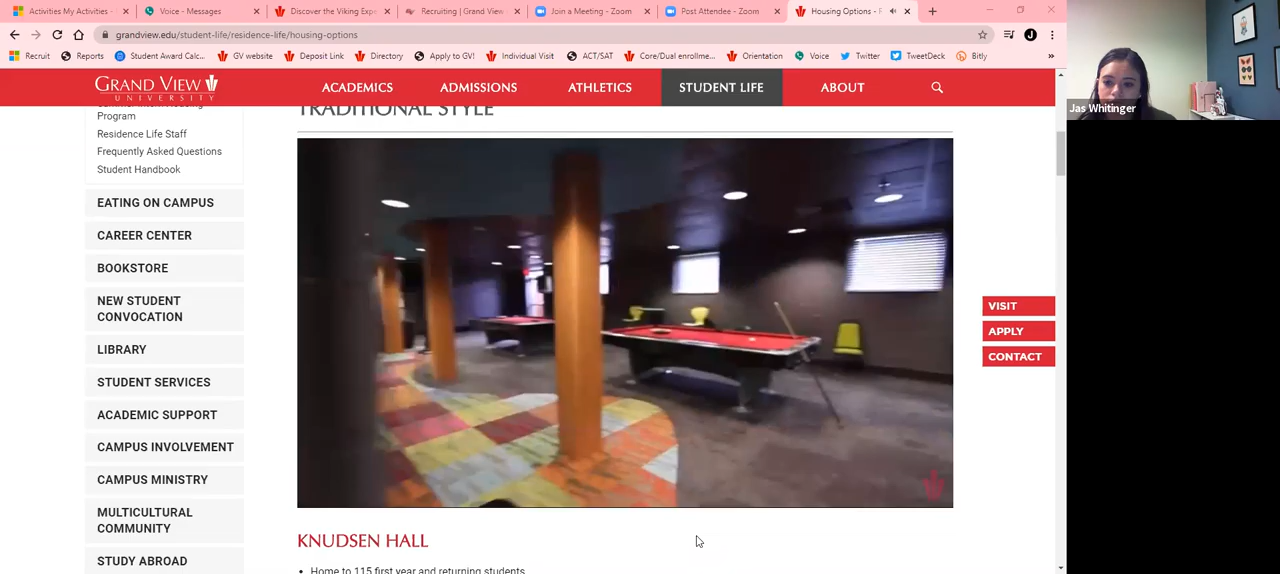 Activities My Activities -
Voice - Messages
Discover the Viking Exp
Recruiting | Grand View
Join a Meeting - Zoom
Post Attendee - Zoom
Housing Options - F
grandview.edu/student-life/residence-life/housing-options
J
Recruit
Reports
Student Award Calc...
GV website
Deposit Link
Directory
Apply to GV!
Individual Visit
ACT/SAT
Core/Dual enrollme...
Orientation
Voice
Twitter
TweetDeck
Bitly
»
GRAND VIEW
UNIVERSITY
ACADEMICS
ADMISSIONS
ATHLETICS
STUDENT LIFE
ABOUT
Jas Whitinger
Program
Residence Life Staff
Frequently Asked Questions
Student Handbook
EATING ON CAMPUS
CAREER CENTER
BOOKSTORE
NEW STUDENT
CONVOCATION
LIBRARY
STUDENT SERVICES
ACADEMIC SUPPORT
CAMPUS INVOLVEMENT
CAMPUS MINISTRY
MULTICULTURAL
COMMUNITY
STUDY ABROAD
TRADITIONAL STYLE
VISIT
APPLY
CONTACT
KNUDSEN HALL
• Home to 115 first year and returning students